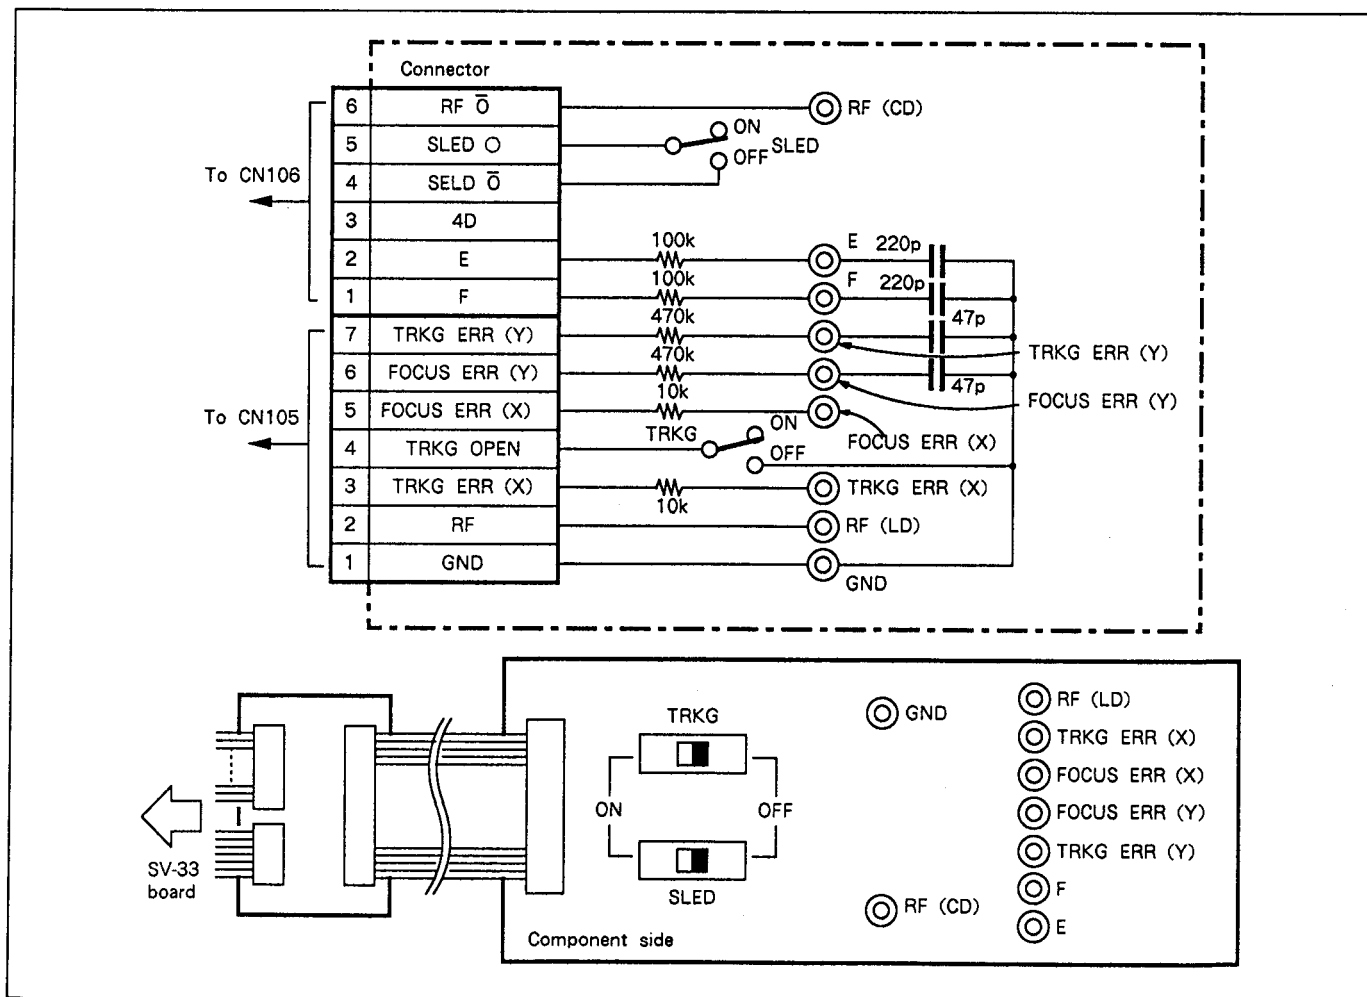 Connector
6 RF O̅ RF (CD)
ON
5 SLED O SLED
OFF
To CN106
4 SELD O̅
3 4D
100k E 220p
2 E
100k F 220p
1 F
470k 47p
7 TRKG ERR (Y) TRKG ERR (Y)
470k
6 FOCUS ERR (Y) 47p
FOCUS ERR (Y)
10k
To CN105
5 FOCUS ERR (X) ON
TRKG FOCUS ERR (X)
4 TRKG OPEN OFF
3 TRKG ERR (X) TRKG ERR (X)
10k
2 RF RF (LD)
1 GND
GND
RF (LD)
TRKG GND
TRKG ERR (X)
FOCUS ERR (X)
ON OFF FOCUS ERR (Y)
TRKG ERR (Y)
SV-33
board
SLED F
RF (CD)
E
Component side